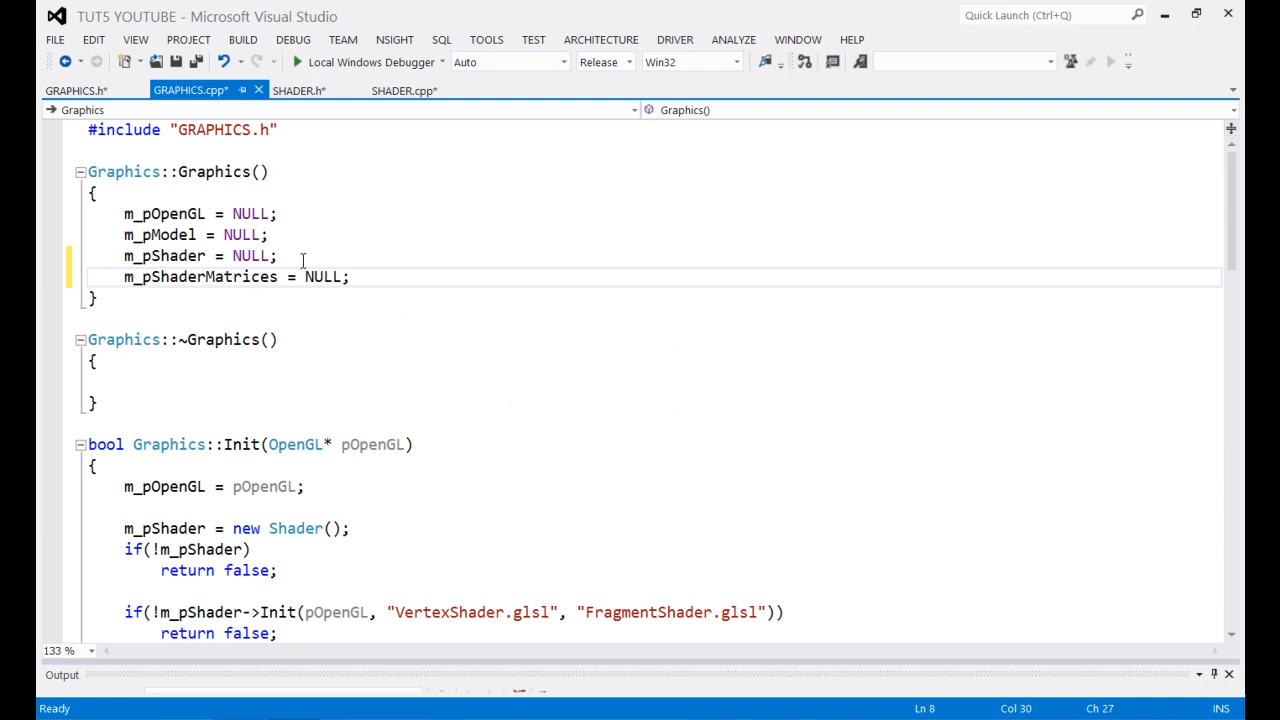 TUT5 YOUTUBE - Microsoft Visual Studio
Quick Launch (Ctrl+Q)
FILE EDIT VIEW PROJECT BUILD DEBUG TEAM NSIGHT SQL TOOLS TEST ARCHITECTURE DRIVER ANALYZE WINDOW HELP
Local Windows Debugger Auto Release Win32
GRAPHICS.h* GRAPHICS.cpp* SHADER.h* SHADER.cpp*
Graphics Graphics()
#include "GRAPHICS.h"
Graphics::Graphics()
{
m_pOpenGL = NULL;
m_pModel = NULL;
m_pShader = NULL;
m_pShaderMatrices = NULL;
}
Graphics::~Graphics()
{
}
bool Graphics::Init(OpenGL* pOpenGL)
{
m_pOpenGL = pOpenGL;
m_pShader = new Shader();
if(!m_pShader)
return false;
if(!m_pShader->Init(pOpenGL, "VertexShader.glsl", "FragmentShader.glsl"))
return false;
133 %
Output
Ready Ln 8 Col 30 Ch 27 INS